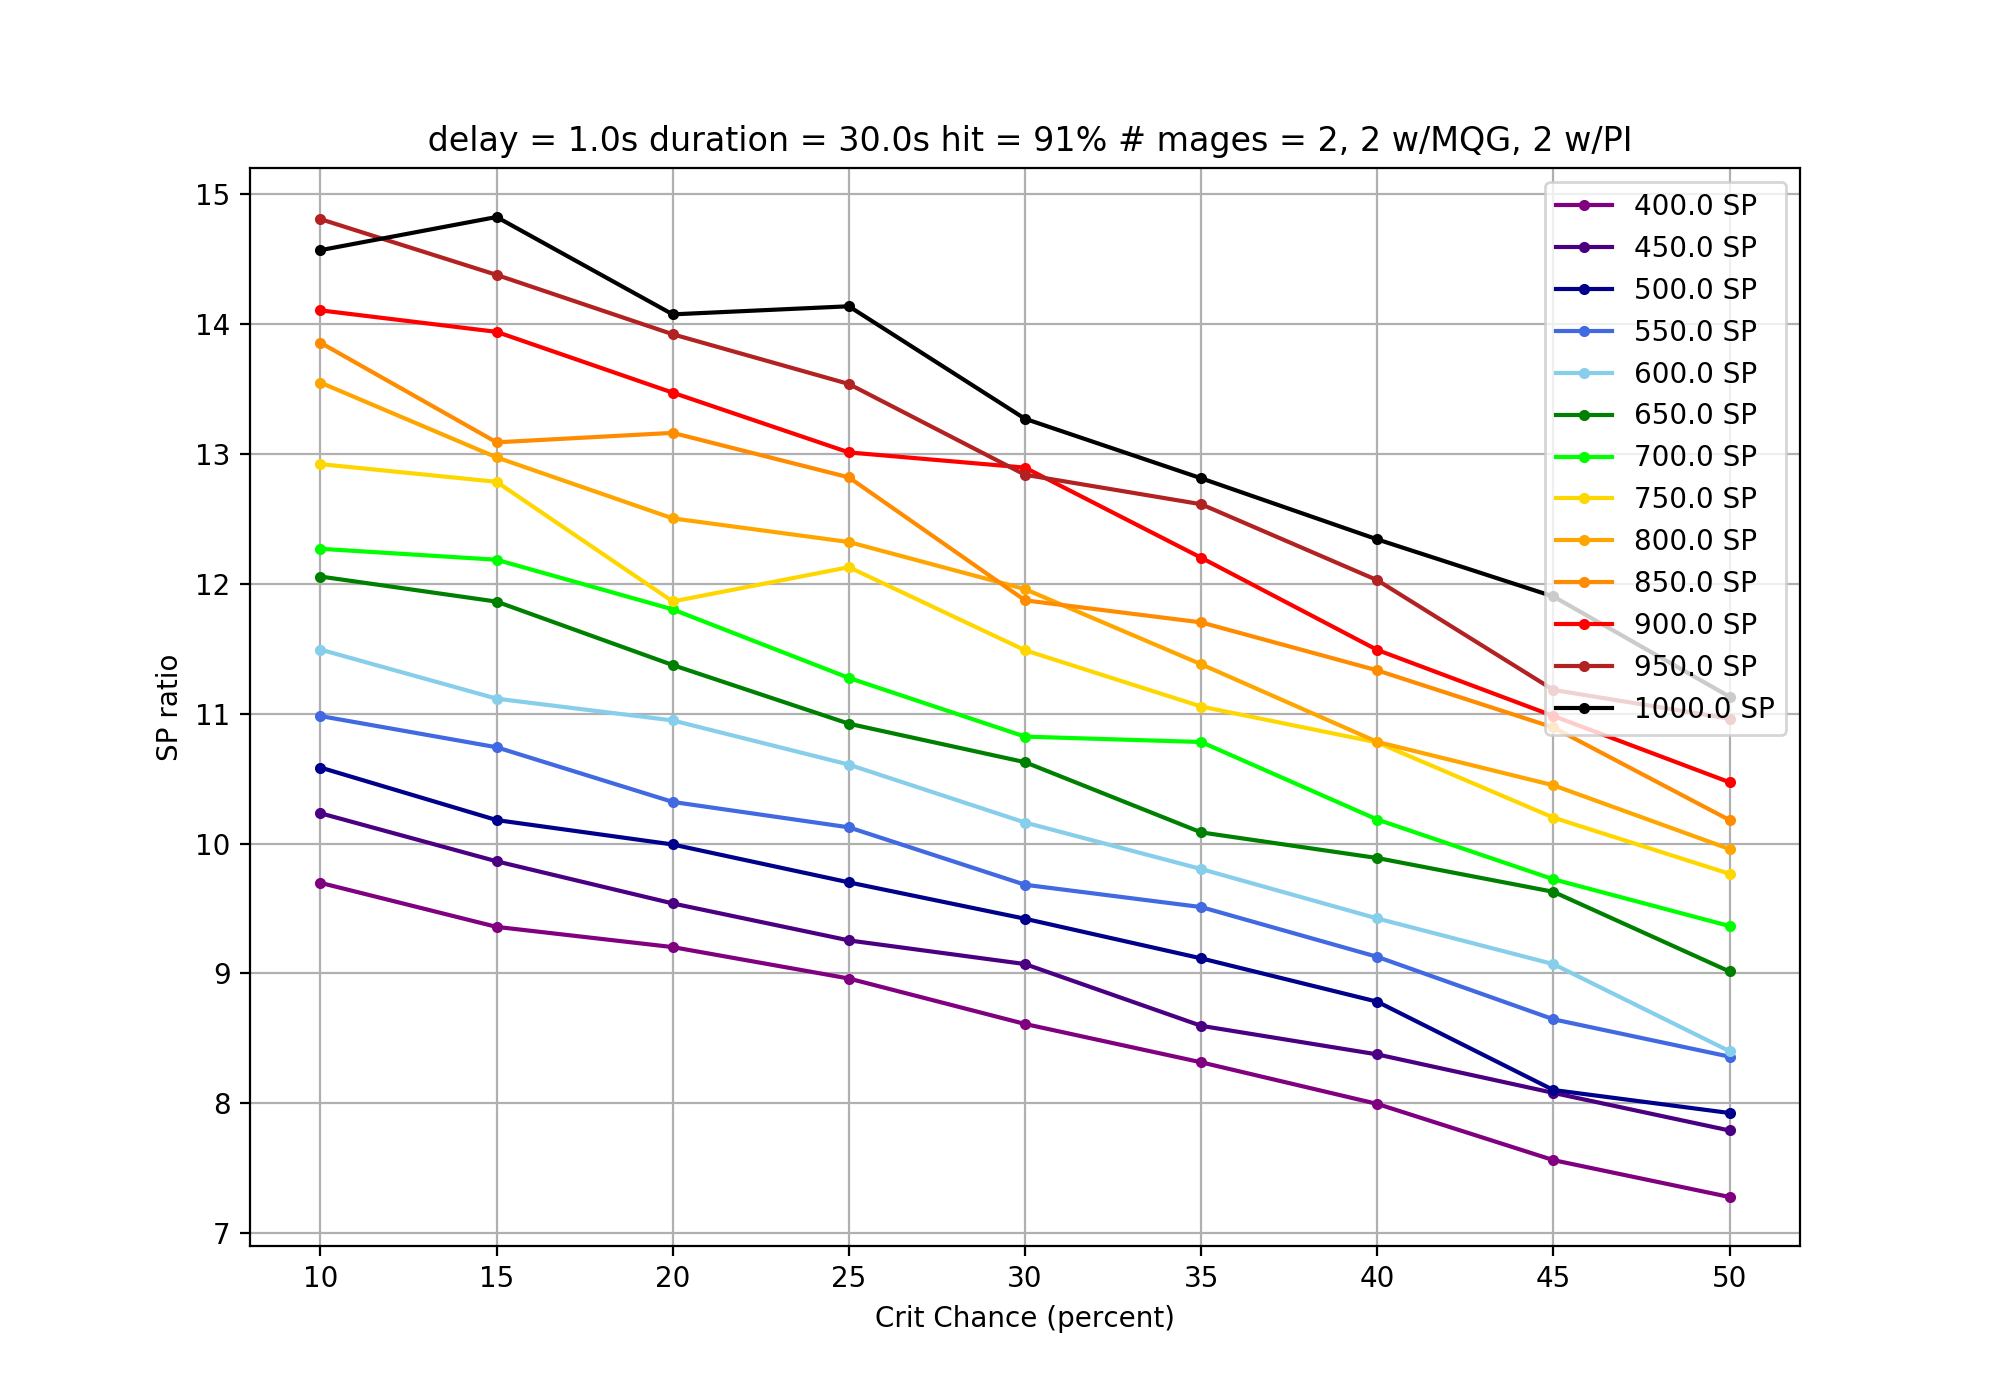 delay = 1.0s duration = 30.0s hit = 91% # mages = 2, 2 w/MQG, 2 w/PI
15
14
13
12
11
10
9
8
7
SP ratio
400.0 SP
450.0 SP
500.0 SP
550.0 SP
600.0 SP
650.0 SP
700.0 SP
750.0 SP
800.0 SP
850.0 SP
900.0 SP
950.0 SP
1000.0 SP
10 15 20 25 30 35 40 45 50
Crit Chance (percent)